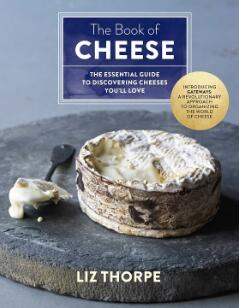 The Book of
CHEESE
THE ESSENTIAL GUIDE
TO DISCOVERING CHEESES
YOU'LL LOVE
INTRODUCING
GATEWAYS
A REVOLUTIONARY
APPROACH
TO ORGANIZING
THE WORLD
OF CHEESE
LIZ THORPE